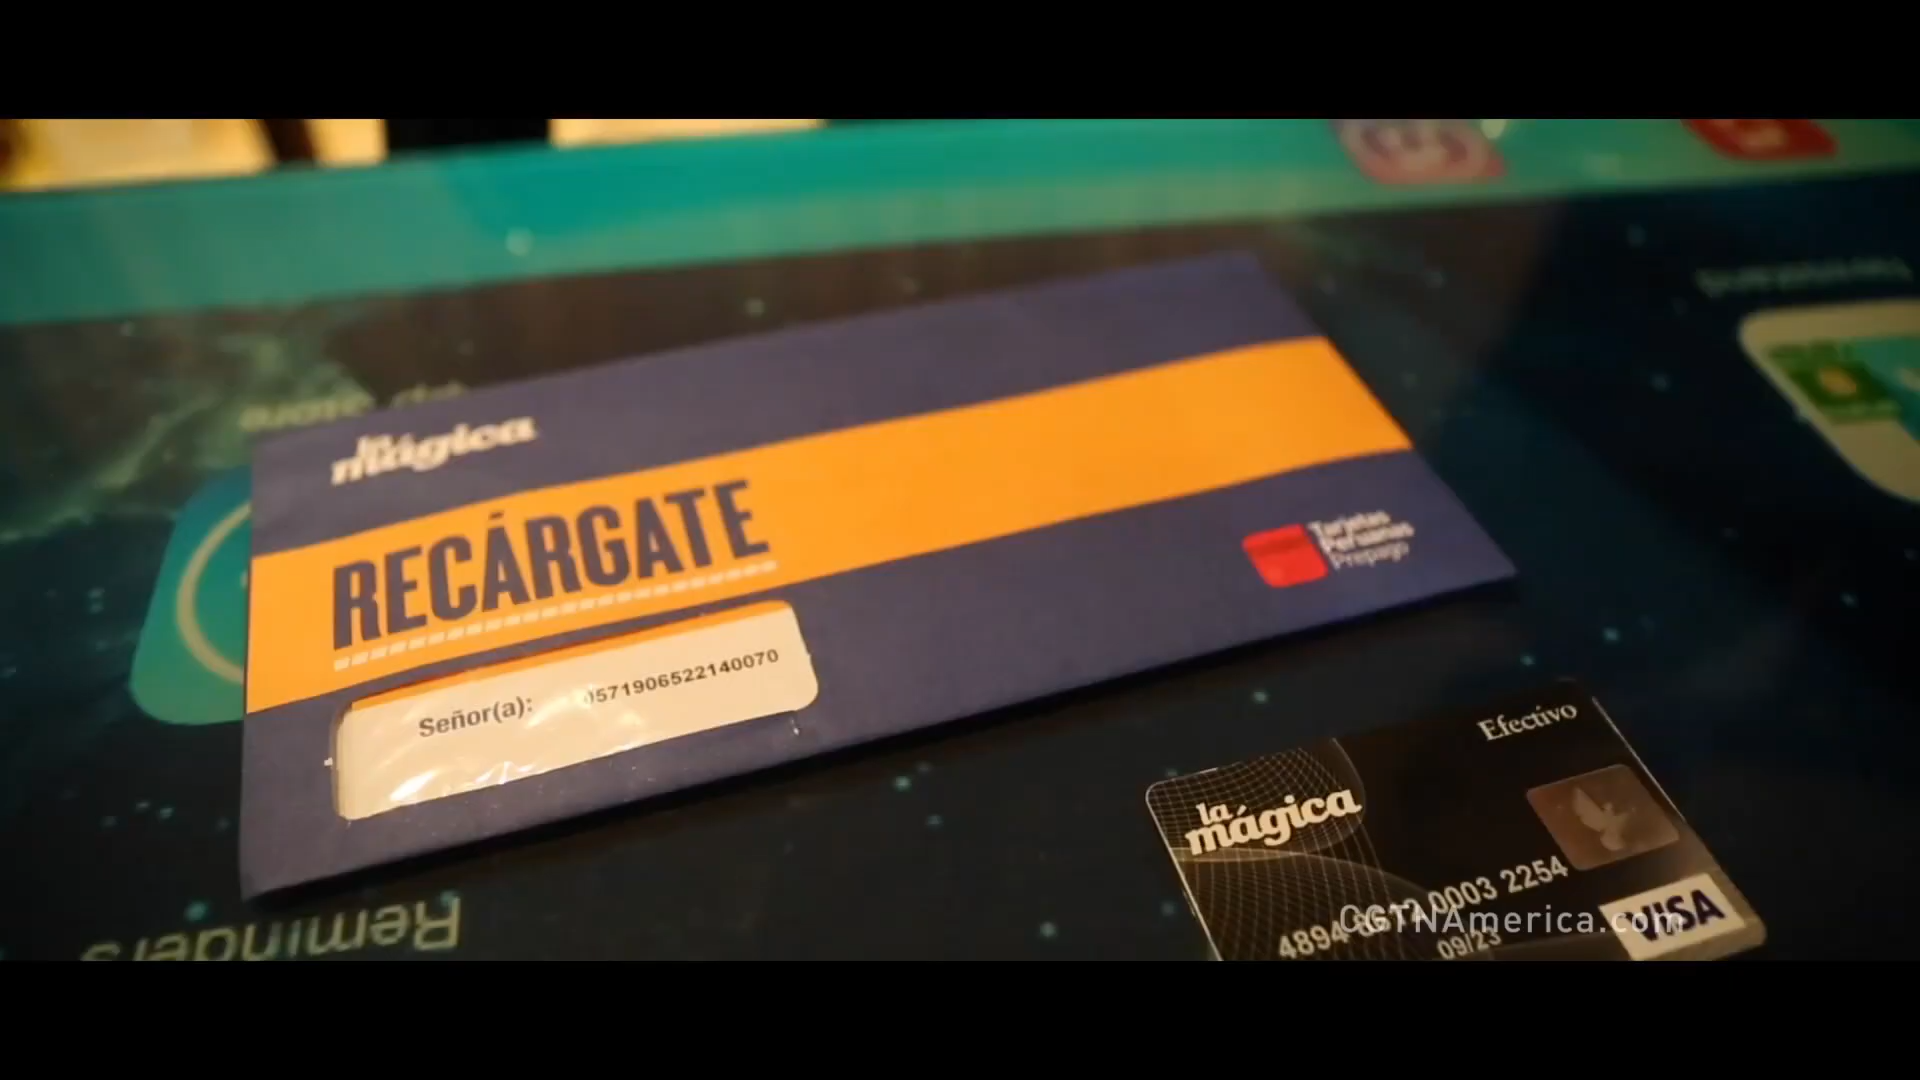 la
mágica
RECÁRGATE
Tarjetas
Peruanas
Prepago
Señor(a): 0571906522140070
Efectivo
la
mágica
0003 2254
09/23
VISA
CGTNAmerica.com
Reminders